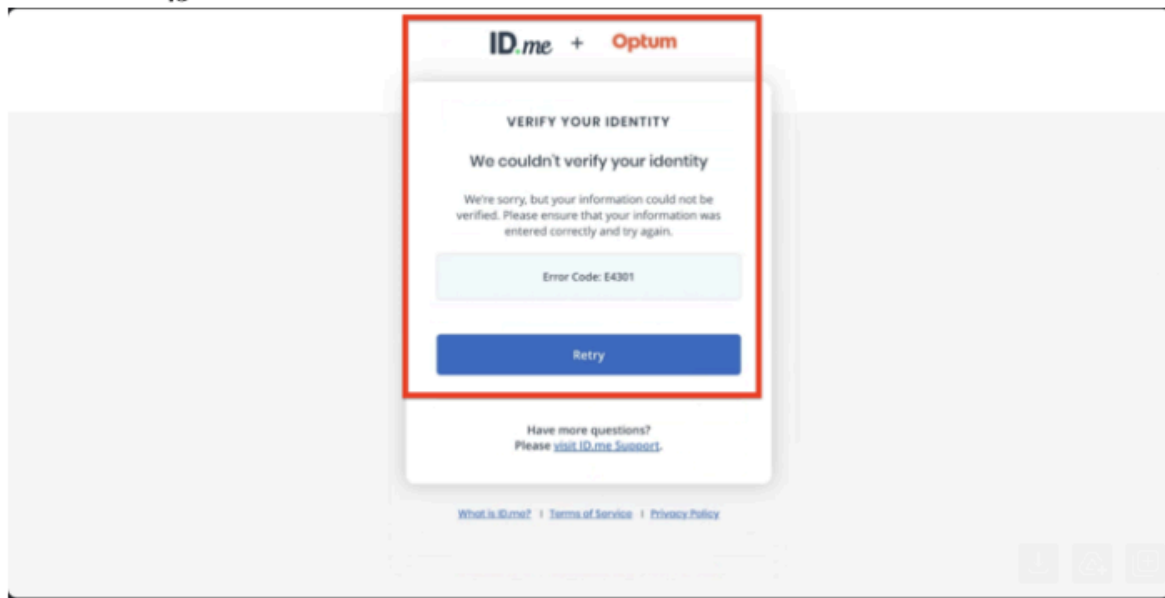 ID.me + Optum
VERIFY YOUR IDENTITY
We couldn't verify your identity
We're sorry, but your information could not be
verified. Please ensure that your information was
entered correctly and try again.
Error Code: E4301
Retry
Have more questions?
Please visit ID.me Support.
What is ID.me? | Terms of Service | Privacy Policy